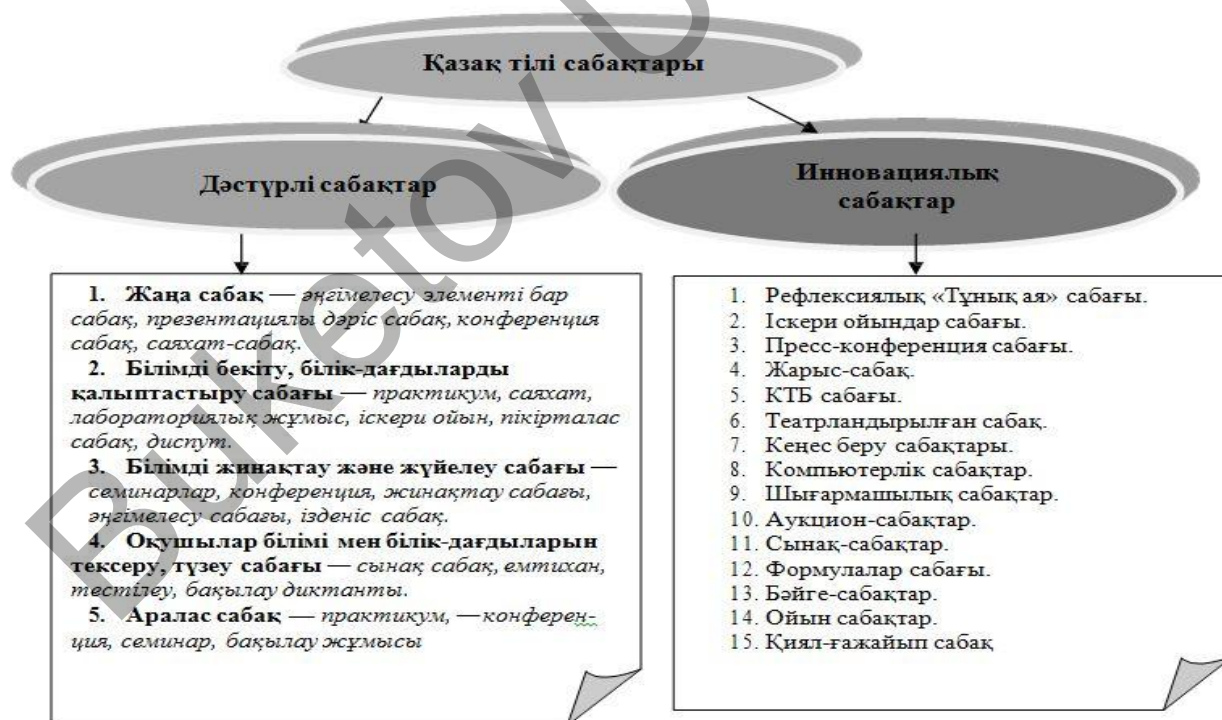 Қазақ тілі сабақтары
Дәстүрлі сабақтар
Инновациялық
сабақтар
1. Жаңа сабақ — әңгімелесу элементі бар
сабақ, презентациялы дәріс сабақ, конференция
сабақ, саяхат-сабақ.
2. Білімді бекіту, білік-дағдыларды
қалыптастыру сабағы — практикум, саяхат,
лабораториялық жұмыс, іскери ойын, пікірталас
сабақ, диспут.
3. Білімді жинақтау және жүйелеу сабағы —
семинарлар, конференция, жинақтау сабағы,
әңгімелесу сабағы, ізденіс сабақ.
4. Оқушылар білімі мен білік-дағдыларын
тексеру, түзеу сабағы — сынақ сабақ, емтихан,
тестілеу, бақылау диктанты.
5. Аралас сабақ — практикум, — конферен-
ция, семинар, бақылау жұмысы
1. Рефлексиялық «Тұнық ая» сабағы.
2. Іскери ойындар сабағы.
3. Пресс-конференция сабағы.
4. Жарыс-сабақ.
5. КТБ сабағы.
6. Театрландырылған сабақ.
7. Кеңес беру сабақтары.
8. Компьютерлік сабақтар.
9. Шығармашылық сабақтар.
10. Аукцион-сабақтар.
11. Сынақ-сабақтар.
12. Формулалар сабағы.
13. Бәйге-сабақтар.
14. Ойын сабақтар.
15. Қиял-ғажайып сабақ
Buketov U